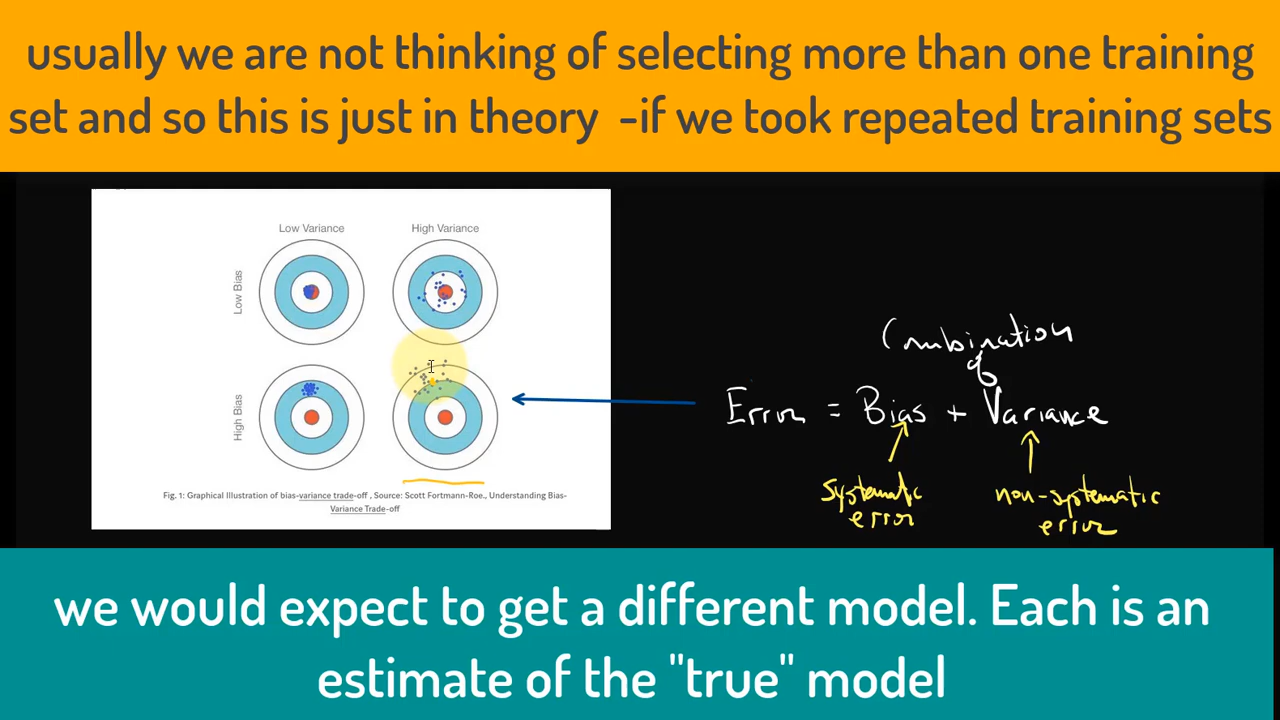 usually we are not thinking of selecting more than one training
set and so this is just in theory -if we took repeated training sets
Low Variance High Variance
Low Bias
High Bias
Fig. 1: Graphical Illustration of bias-variance trade-off , Source: Scott Fortmann-Roe., Understanding Bias-
Variance Trade-off
Combination
of
Error = Bias + Variance
systematic
error
non-systematic
error
we would expect to get a different model. Each is an
estimate of the "true" model